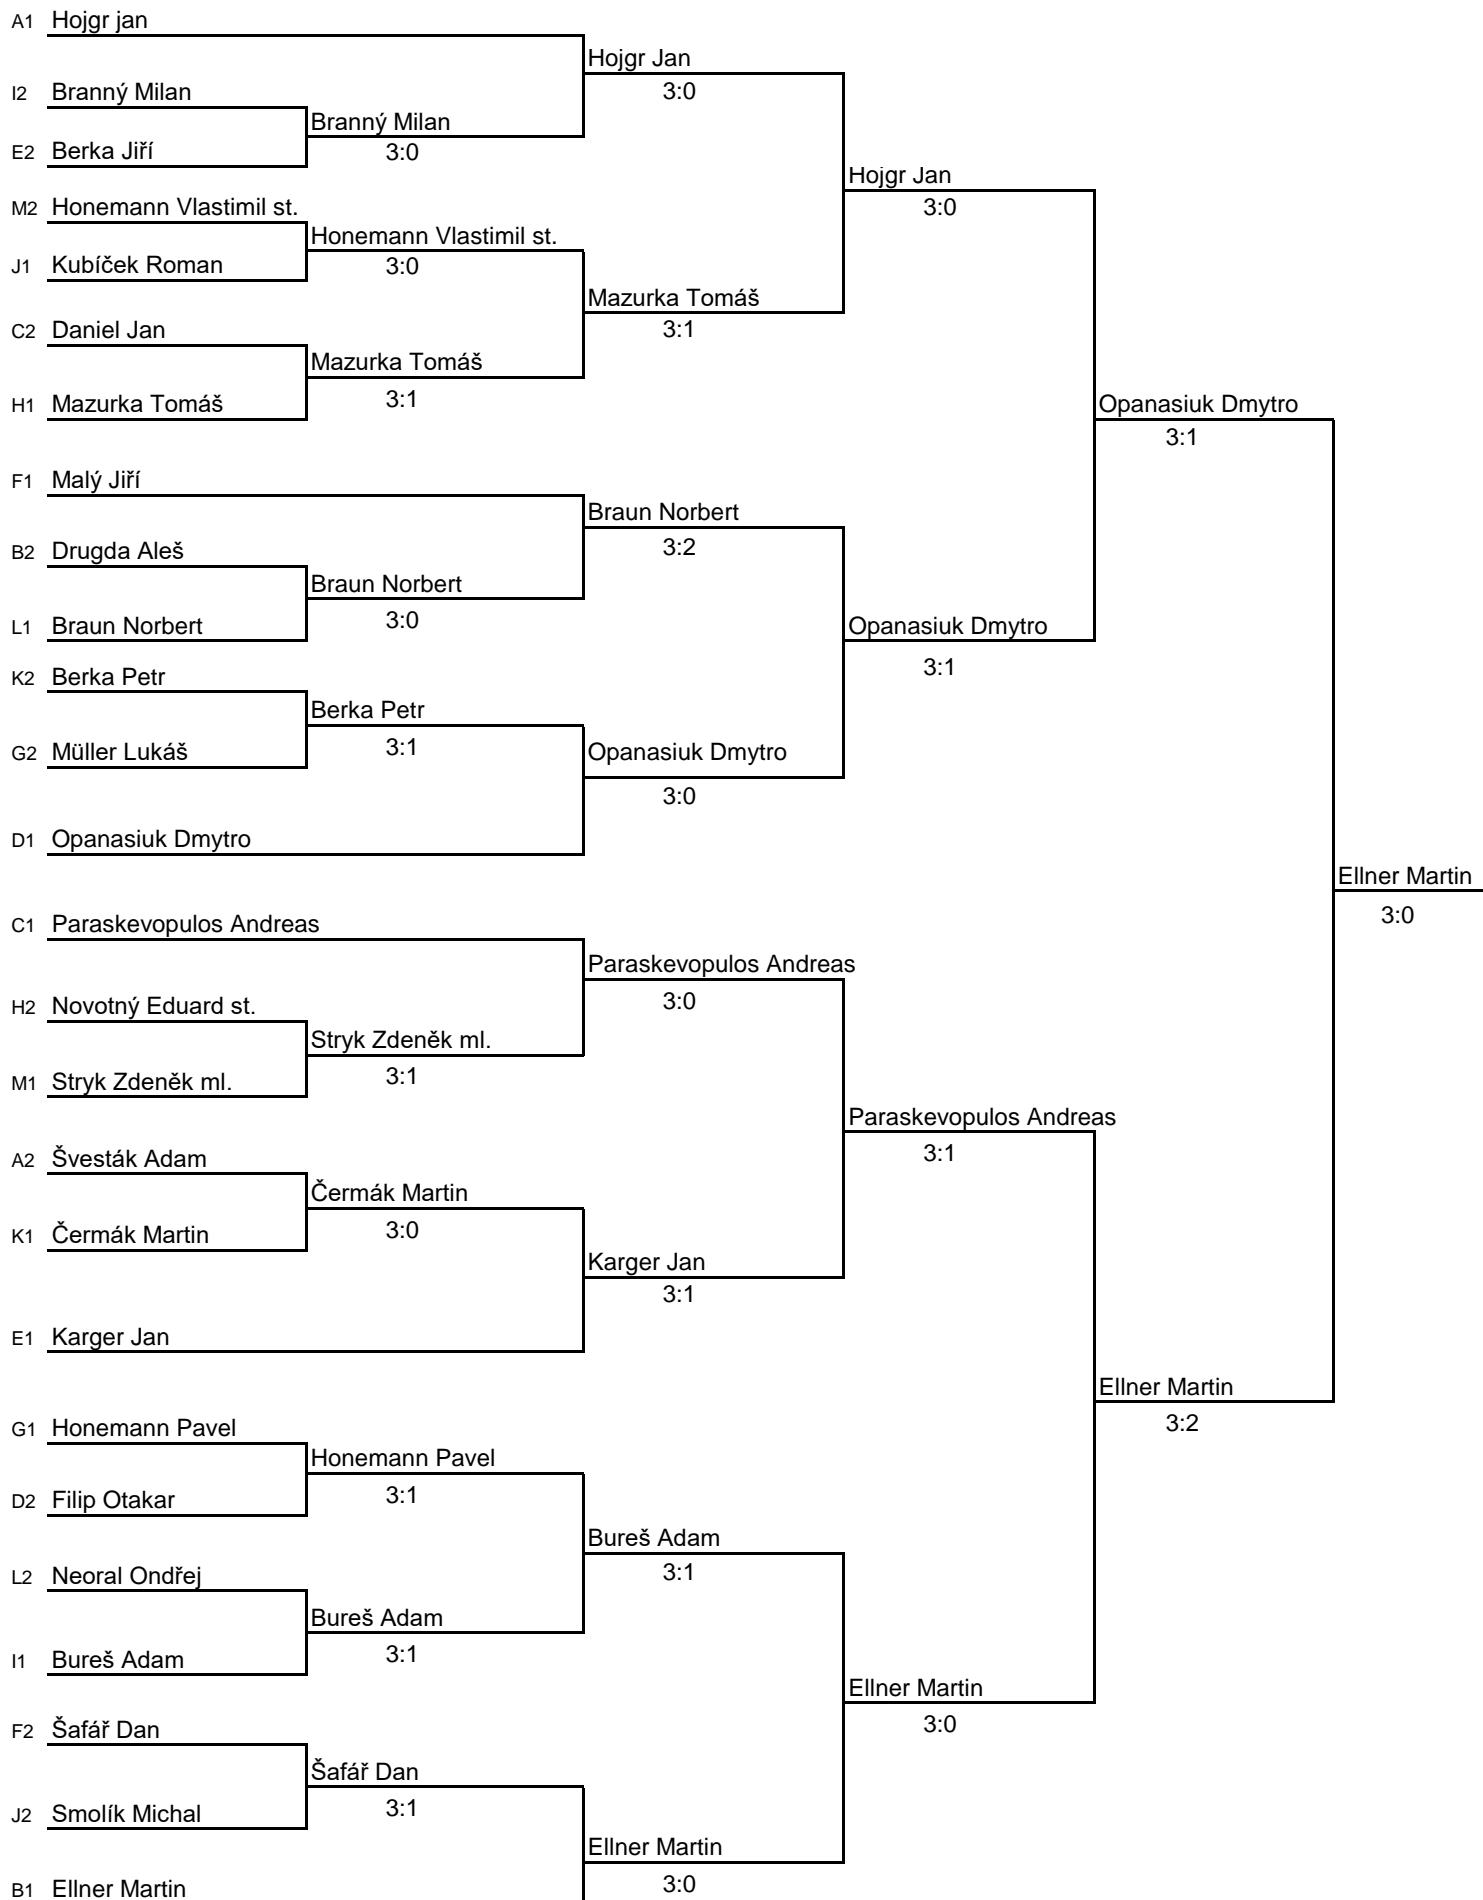 A1 Hojgr jan
Hojgr Jan
3:0
I2 Branný Milan
Branný Milan
3:0
E2 Berka Jiří
Hojgr Jan
3:0
M2 Honemann Vlastimil st.
Honemann Vlastimil st.
3:0
J1 Kubíček Roman
Mazurka Tomáš
3:1
C2 Daniel Jan
Mazurka Tomáš
3:1
H1 Mazurka Tomáš
Opanasiuk Dmytro
3:1
F1 Malý Jiří
Braun Norbert
3:2
B2 Drugda Aleš
Braun Norbert
3:0
L1 Braun Norbert
Opanasiuk Dmytro
3:1
K2 Berka Petr
Berka Petr
3:1
G2 Müller Lukáš
Opanasiuk Dmytro
3:0
D1 Opanasiuk Dmytro
Ellner Martin
3:0
C1 Paraskevopulos Andreas
Paraskevopulos Andreas
3:0
H2 Novotný Eduard st.
Stryk Zdeněk ml.
3:1
M1 Stryk Zdeněk ml.
Paraskevopulos Andreas
3:1
A2 Švesták Adam
Čermák Martin
3:0
K1 Čermák Martin
Karger Jan
3:1
E1 Karger Jan
Ellner Martin
3:2
G1 Honemann Pavel
Honemann Pavel
3:1
D2 Filip Otakar
Bureš Adam
3:1
L2 Neoral Ondřej
Bureš Adam
3:1
I1 Bureš Adam
Ellner Martin
3:0
F2 Šafář Dan
Šafář Dan
3:1
J2 Smolík Michal
Ellner Martin
3:0
B1 Ellner Martin